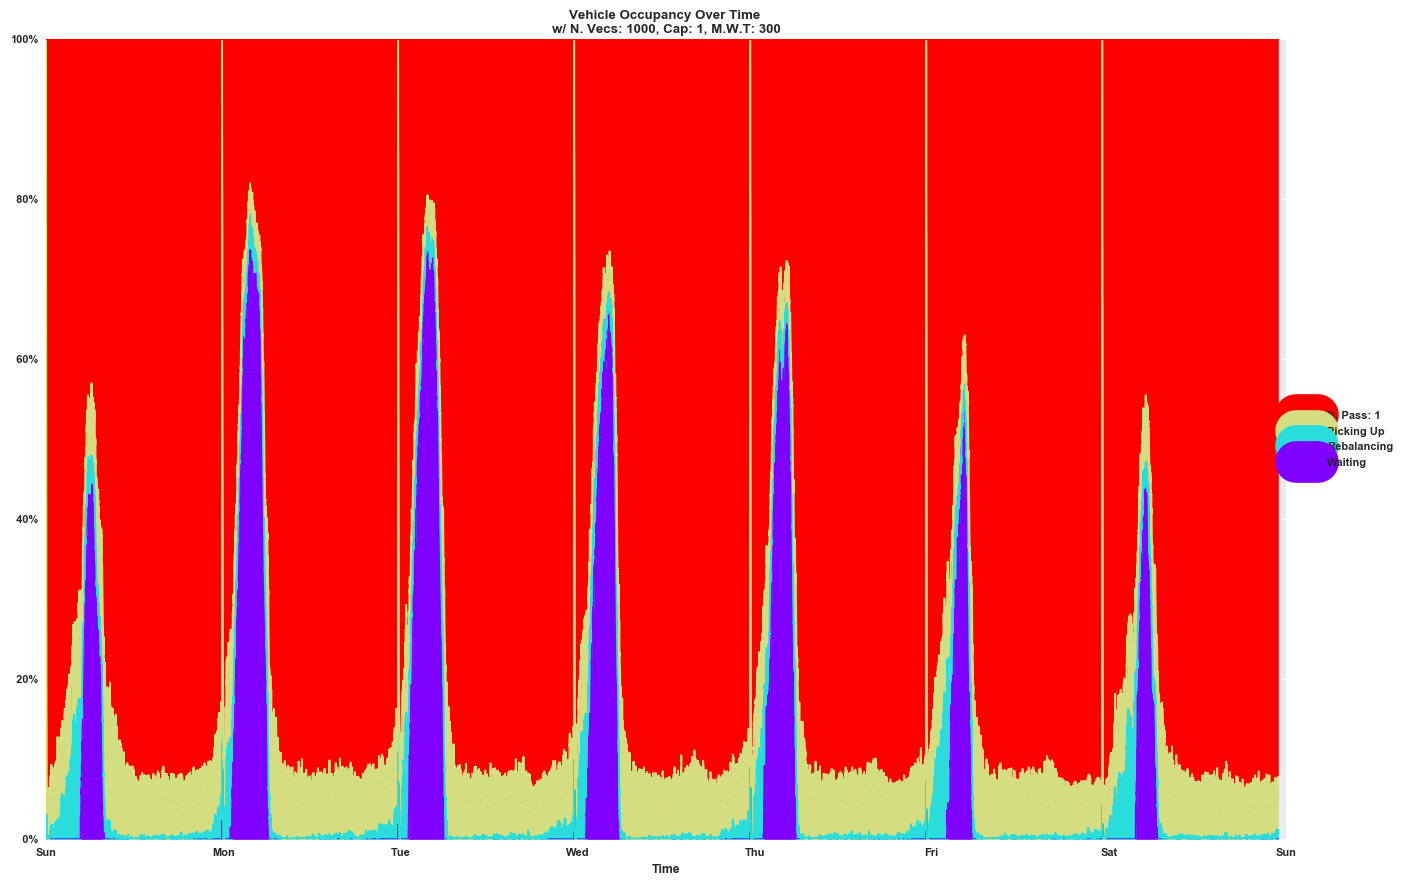 Vehicle Occupancy Over Time
w/ N. Vecs: 1000, Cap: 1, M.W.T: 300
100%
80%
60%
40%
20%
0%
Sun Mon Tue Wed Thu Fri Sat Sun
Time
Pass: 1
Picking Up
Rebalancing
Waiting